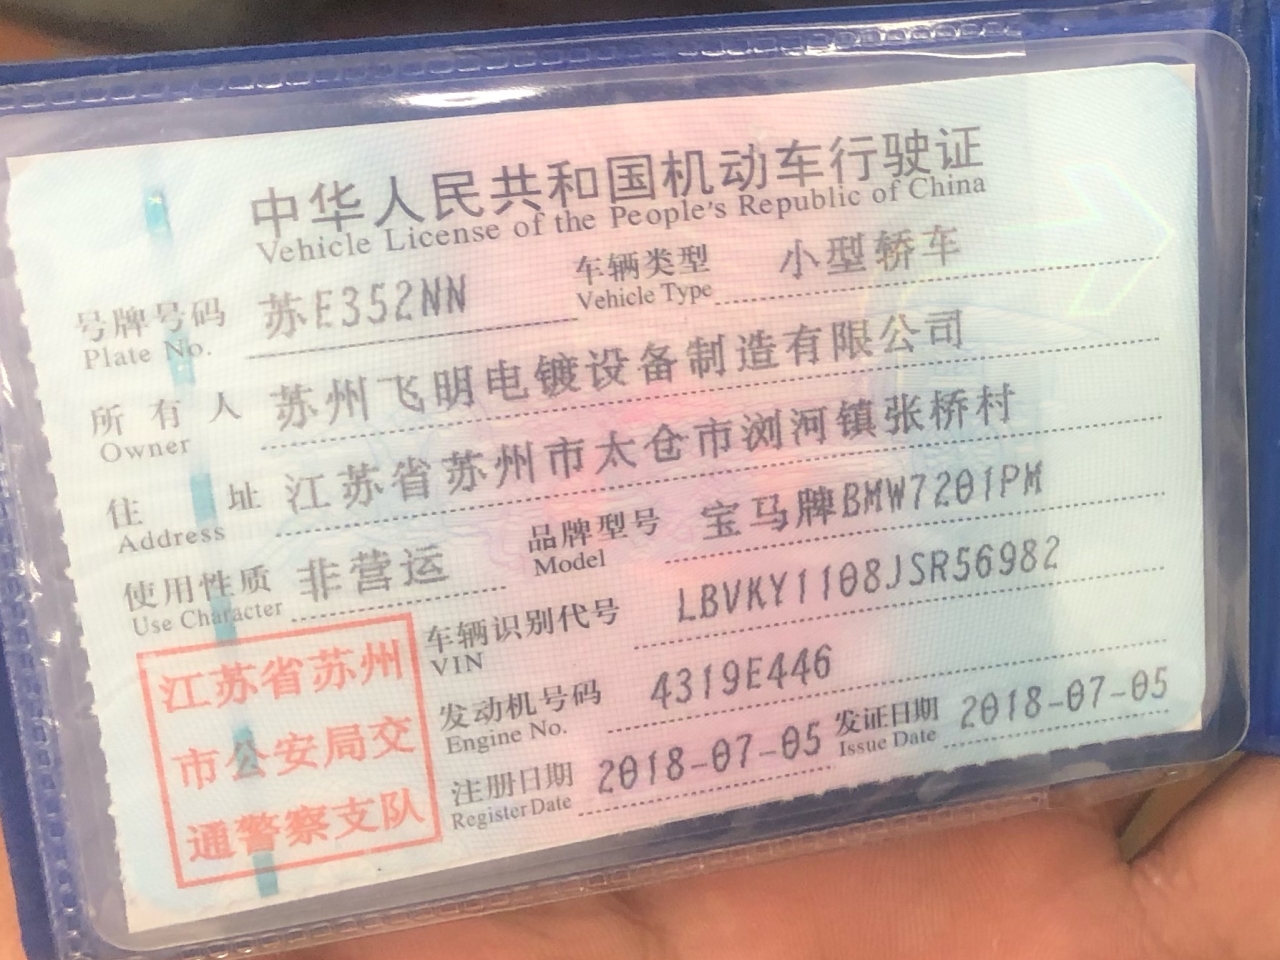 中华人民共和国机动车行驶证
Vehicle License of the People's Republic of China
号牌号码 苏E352NN 车辆类型 小型轿车
Plate No. Vehicle Type
所有人 苏州飞明电镀设备制造有限公司
Owner
住址 江苏省苏州市太仓市浏河镇张桥村
Address
使用性质 非营运 品牌型号 宝马牌BMW7201PM
Use Character Model
车辆识别代号 LBVKY1108JSR56982
VIN
发动机号码 4319E446
Engine No.
注册日期 2018-07-05 发证日期 2018-07-05
Register Date Issue Date
江苏省苏州
市公安局交
通警察支队